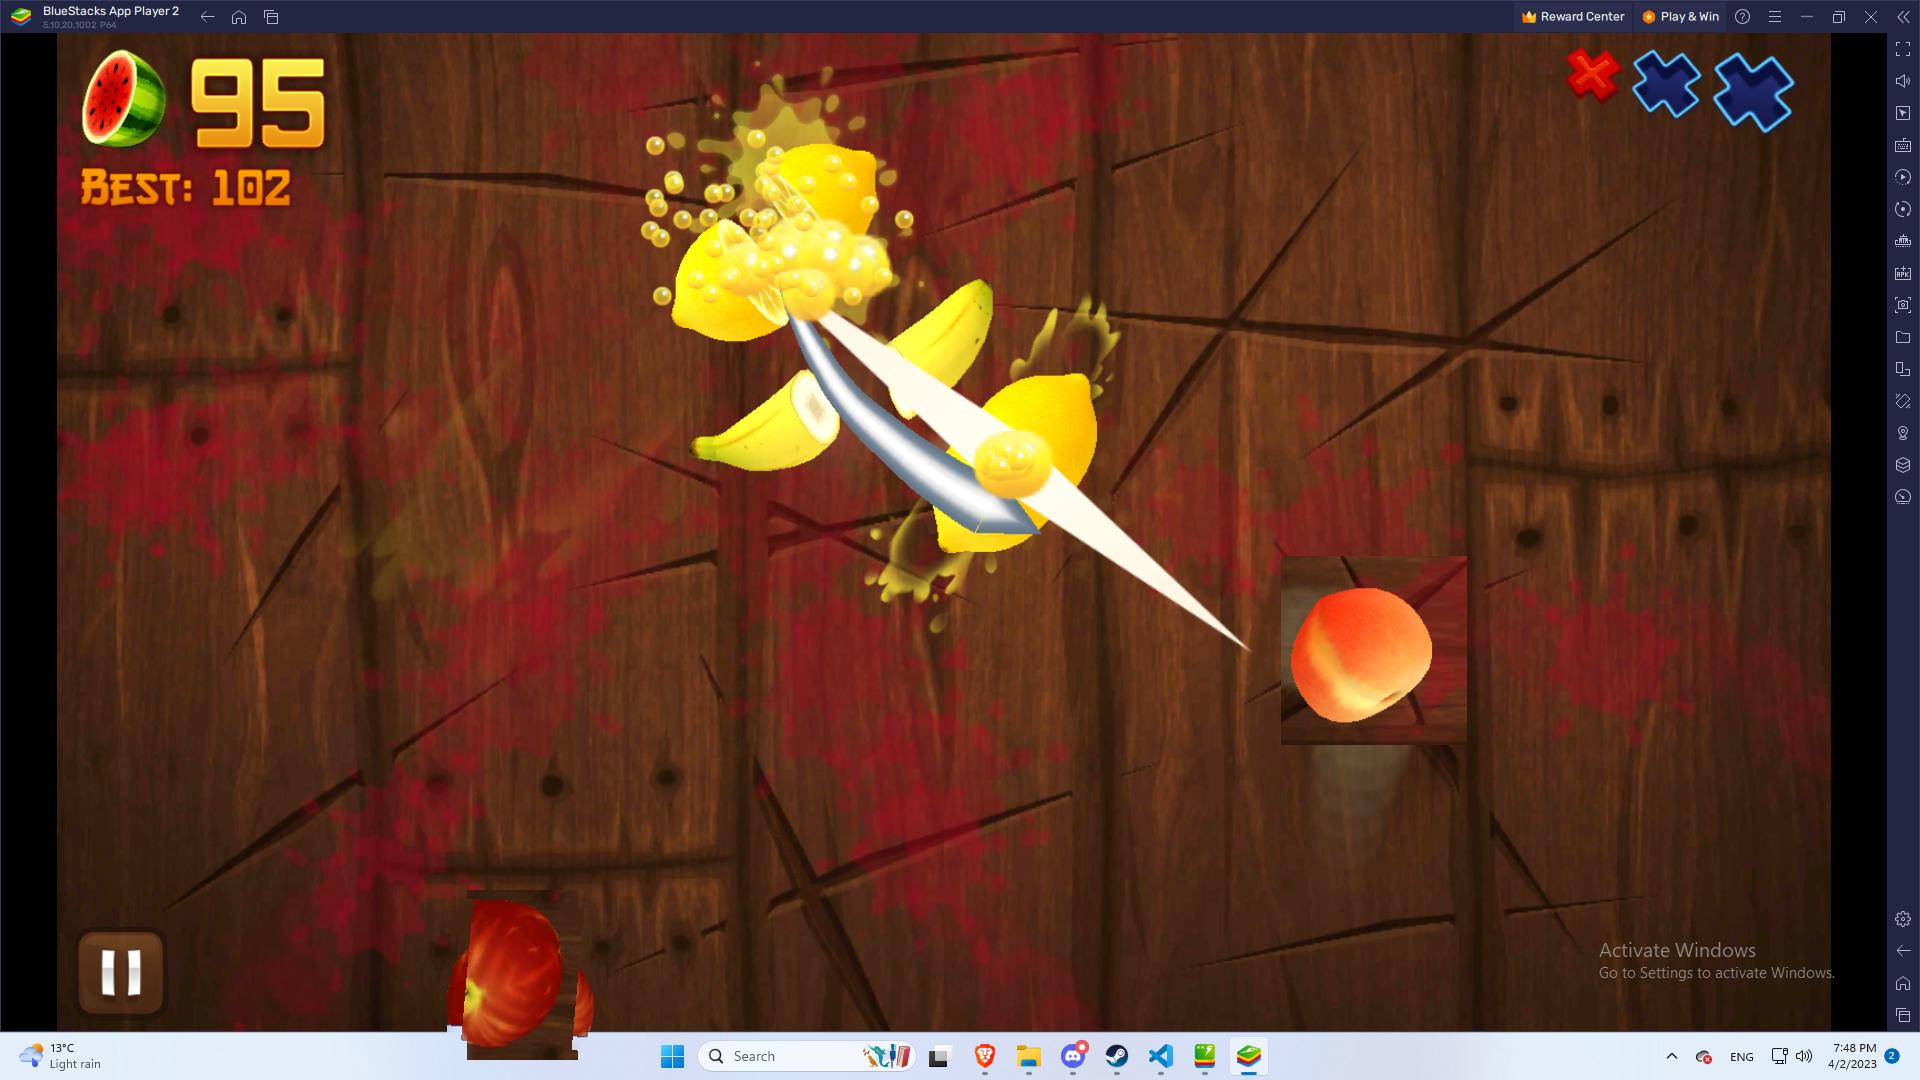 BlueStacks App Player 2
5.10.20.1002 P64
Reward Center
Play & Win
95
BEST: 102
Activate Windows
Go to Settings to activate Windows.
13°C
Light rain
Search
ENG
7:48 PM
4/2/2023
2